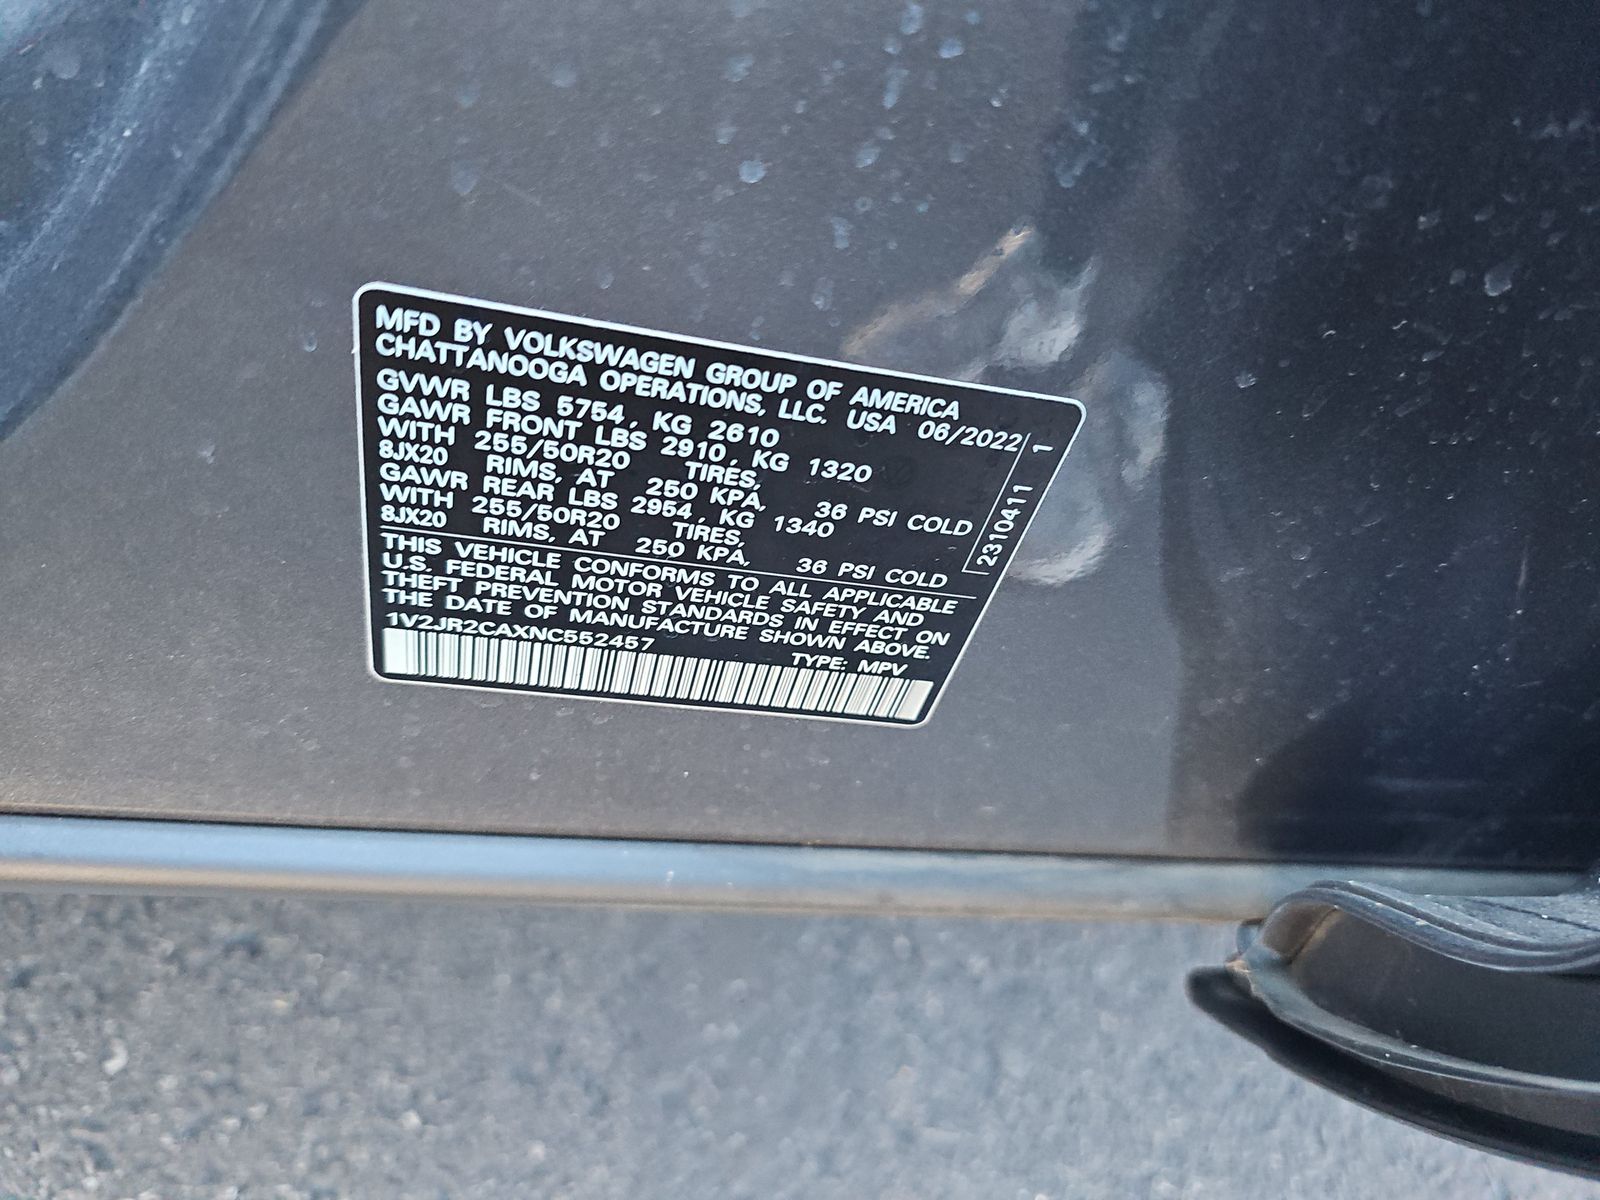 MFD BY VOLKSWAGEN GROUP OF AMERICA
CHATTANOOGA OPERATIONS, LLC. USA 06/2022
GVWR LBS 5754, KG 2610
GAWR FRONT LBS 2910, KG 1320
WITH 255/50R20 TIRES,
8JX20 RIMS, AT 250 KPA, 36 PSI COLD
GAWR REAR LBS 2954, KG 1340
WITH 255/50R20 TIRES,
8JX20 RIMS, AT 250 KPA, 36 PSI COLD
2310411 1
THIS VEHICLE CONFORMS TO ALL APPLICABLE
U.S. FEDERAL MOTOR VEHICLE SAFETY AND
THEFT PREVENTION STANDARDS IN EFFECT ON
THE DATE OF MANUFACTURE SHOWN ABOVE.
1V2JR2CAXNC552457 TYPE: MPV